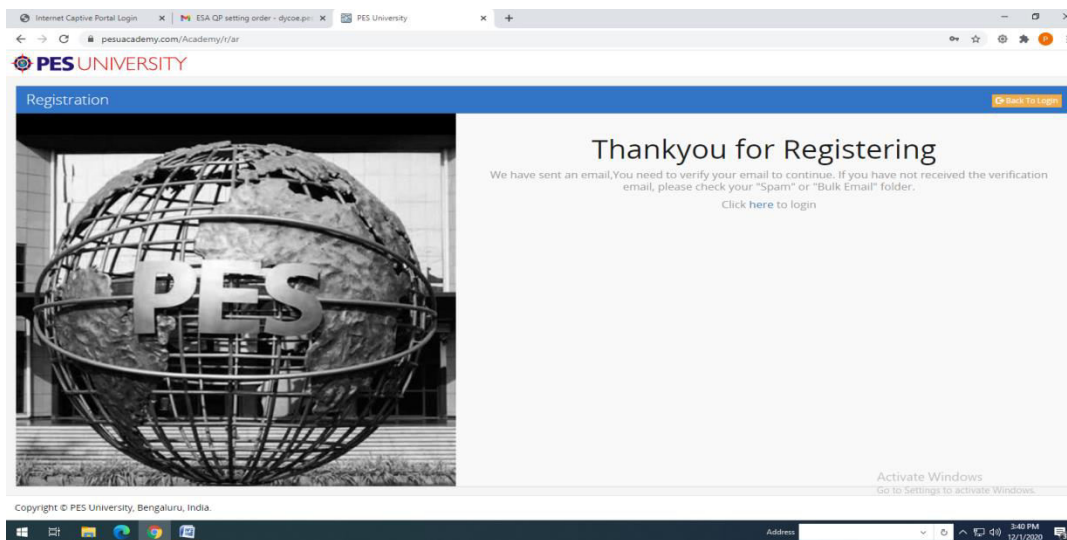 Internet Captive Portal Login
ESA QP setting order - dycoe.pes
PES University
pesuacademy.com/Academy/r/ar
P
PES UNIVERSITY
Registration
Back To Login
PES
Thankyou for Registering
We have sent an email,You need to verify your email to continue. If you have not received the verification
email, please check your "Spam" or "Bulk Email" folder.
Click here to login
Activate Windows
Go to Settings to activate Windows.
Copyright © PES University, Bengaluru, India.
Address
3:40 PM
12/1/2020